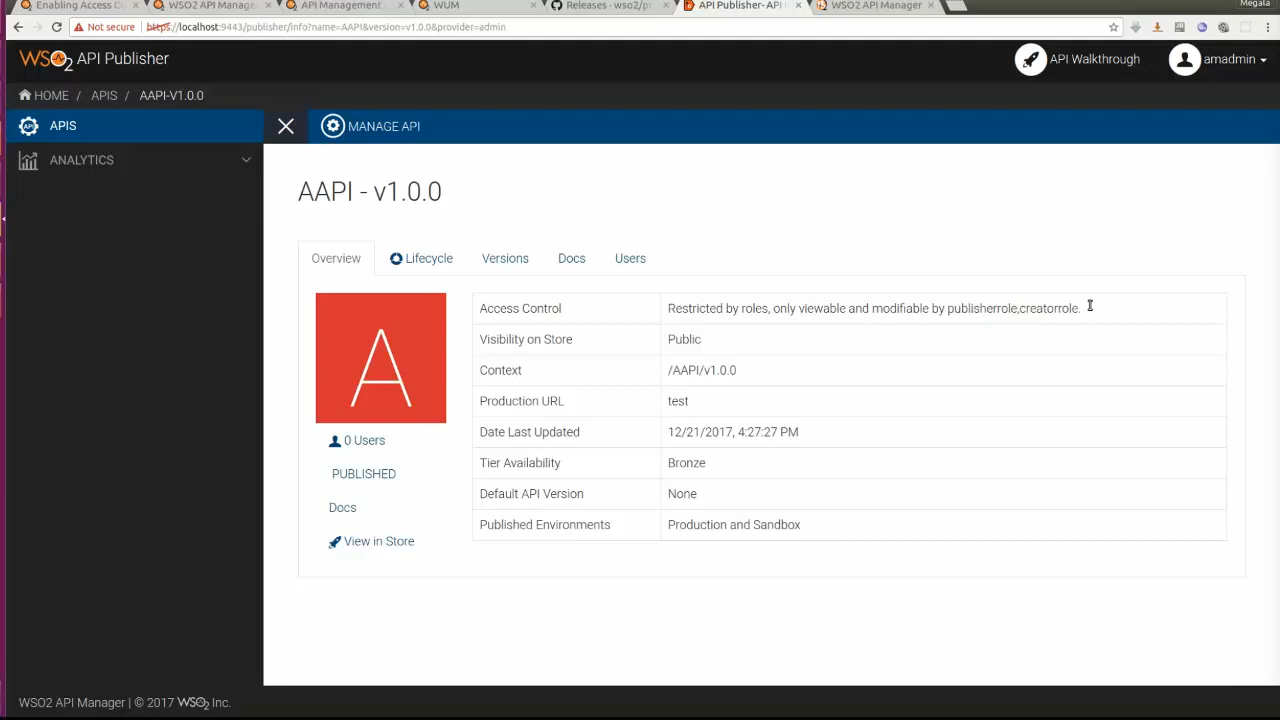 Megala
Enabling Access C
WSO2 API Manage
API Management -
WUM
Releases · wso2/pr
API Publisher- API
WSO2 API Manager
Not secure
https://localhost:9443/publisher/info?name=AAPI&version=v1.0.0&provider=admin
WSO2 API Publisher
API Walkthrough
amadmin
HOME / APIS / AAPI-V1.0.0
API APIS
MANAGE API
ANALYTICS
AAPI - v1.0.0
Overview
Lifecycle
Versions
Docs
Users
A
0 Users
PUBLISHED
Docs
View in Store
Access Control
Restricted by roles, only viewable and modifiable by publisherrole,creatorrole.
Visibility on Store
Public
Context
/AAPI/v1.0.0
Production URL
test
Date Last Updated
12/21/2017, 4:27:27 PM
Tier Availability
Bronze
Default API Version
None
Published Environments
Production and Sandbox
WSO2 API Manager | © 2017 WSO2 Inc.